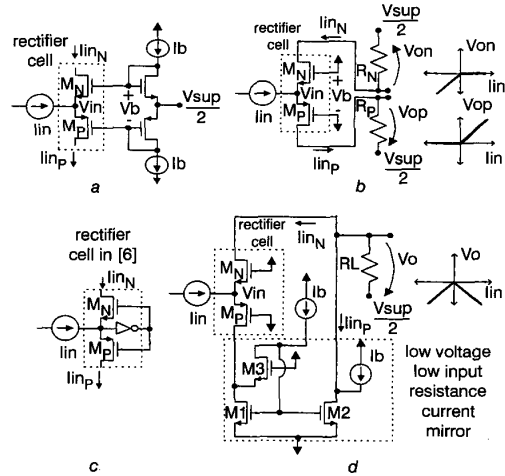 rectifier cell
Iin_N
Ib
M_N
Vin
+ Vb -
Vsup/2
Iin
M_P
Iin_P
Ib
a
Iin_N
Vsup/2
rectifier cell
R_N
Von
M_N
Vin
+ Vb -
R_P
Iin
M_P
Vop
Iin_P
Vsup/2
b
Von
Iin
Vop
Iin
rectifier cell in [6]
Iin_N
M_N
Iin
M_P
Iin_P
c
Iin_N
rectifier cell
M_N
Vin
Iin
M_P
Ib
RL
Vo
Vsup/2
Iin_P
Ib
M3
M1
M2
d
Vo
Iin
low voltage
low input
resistance
current
mirror